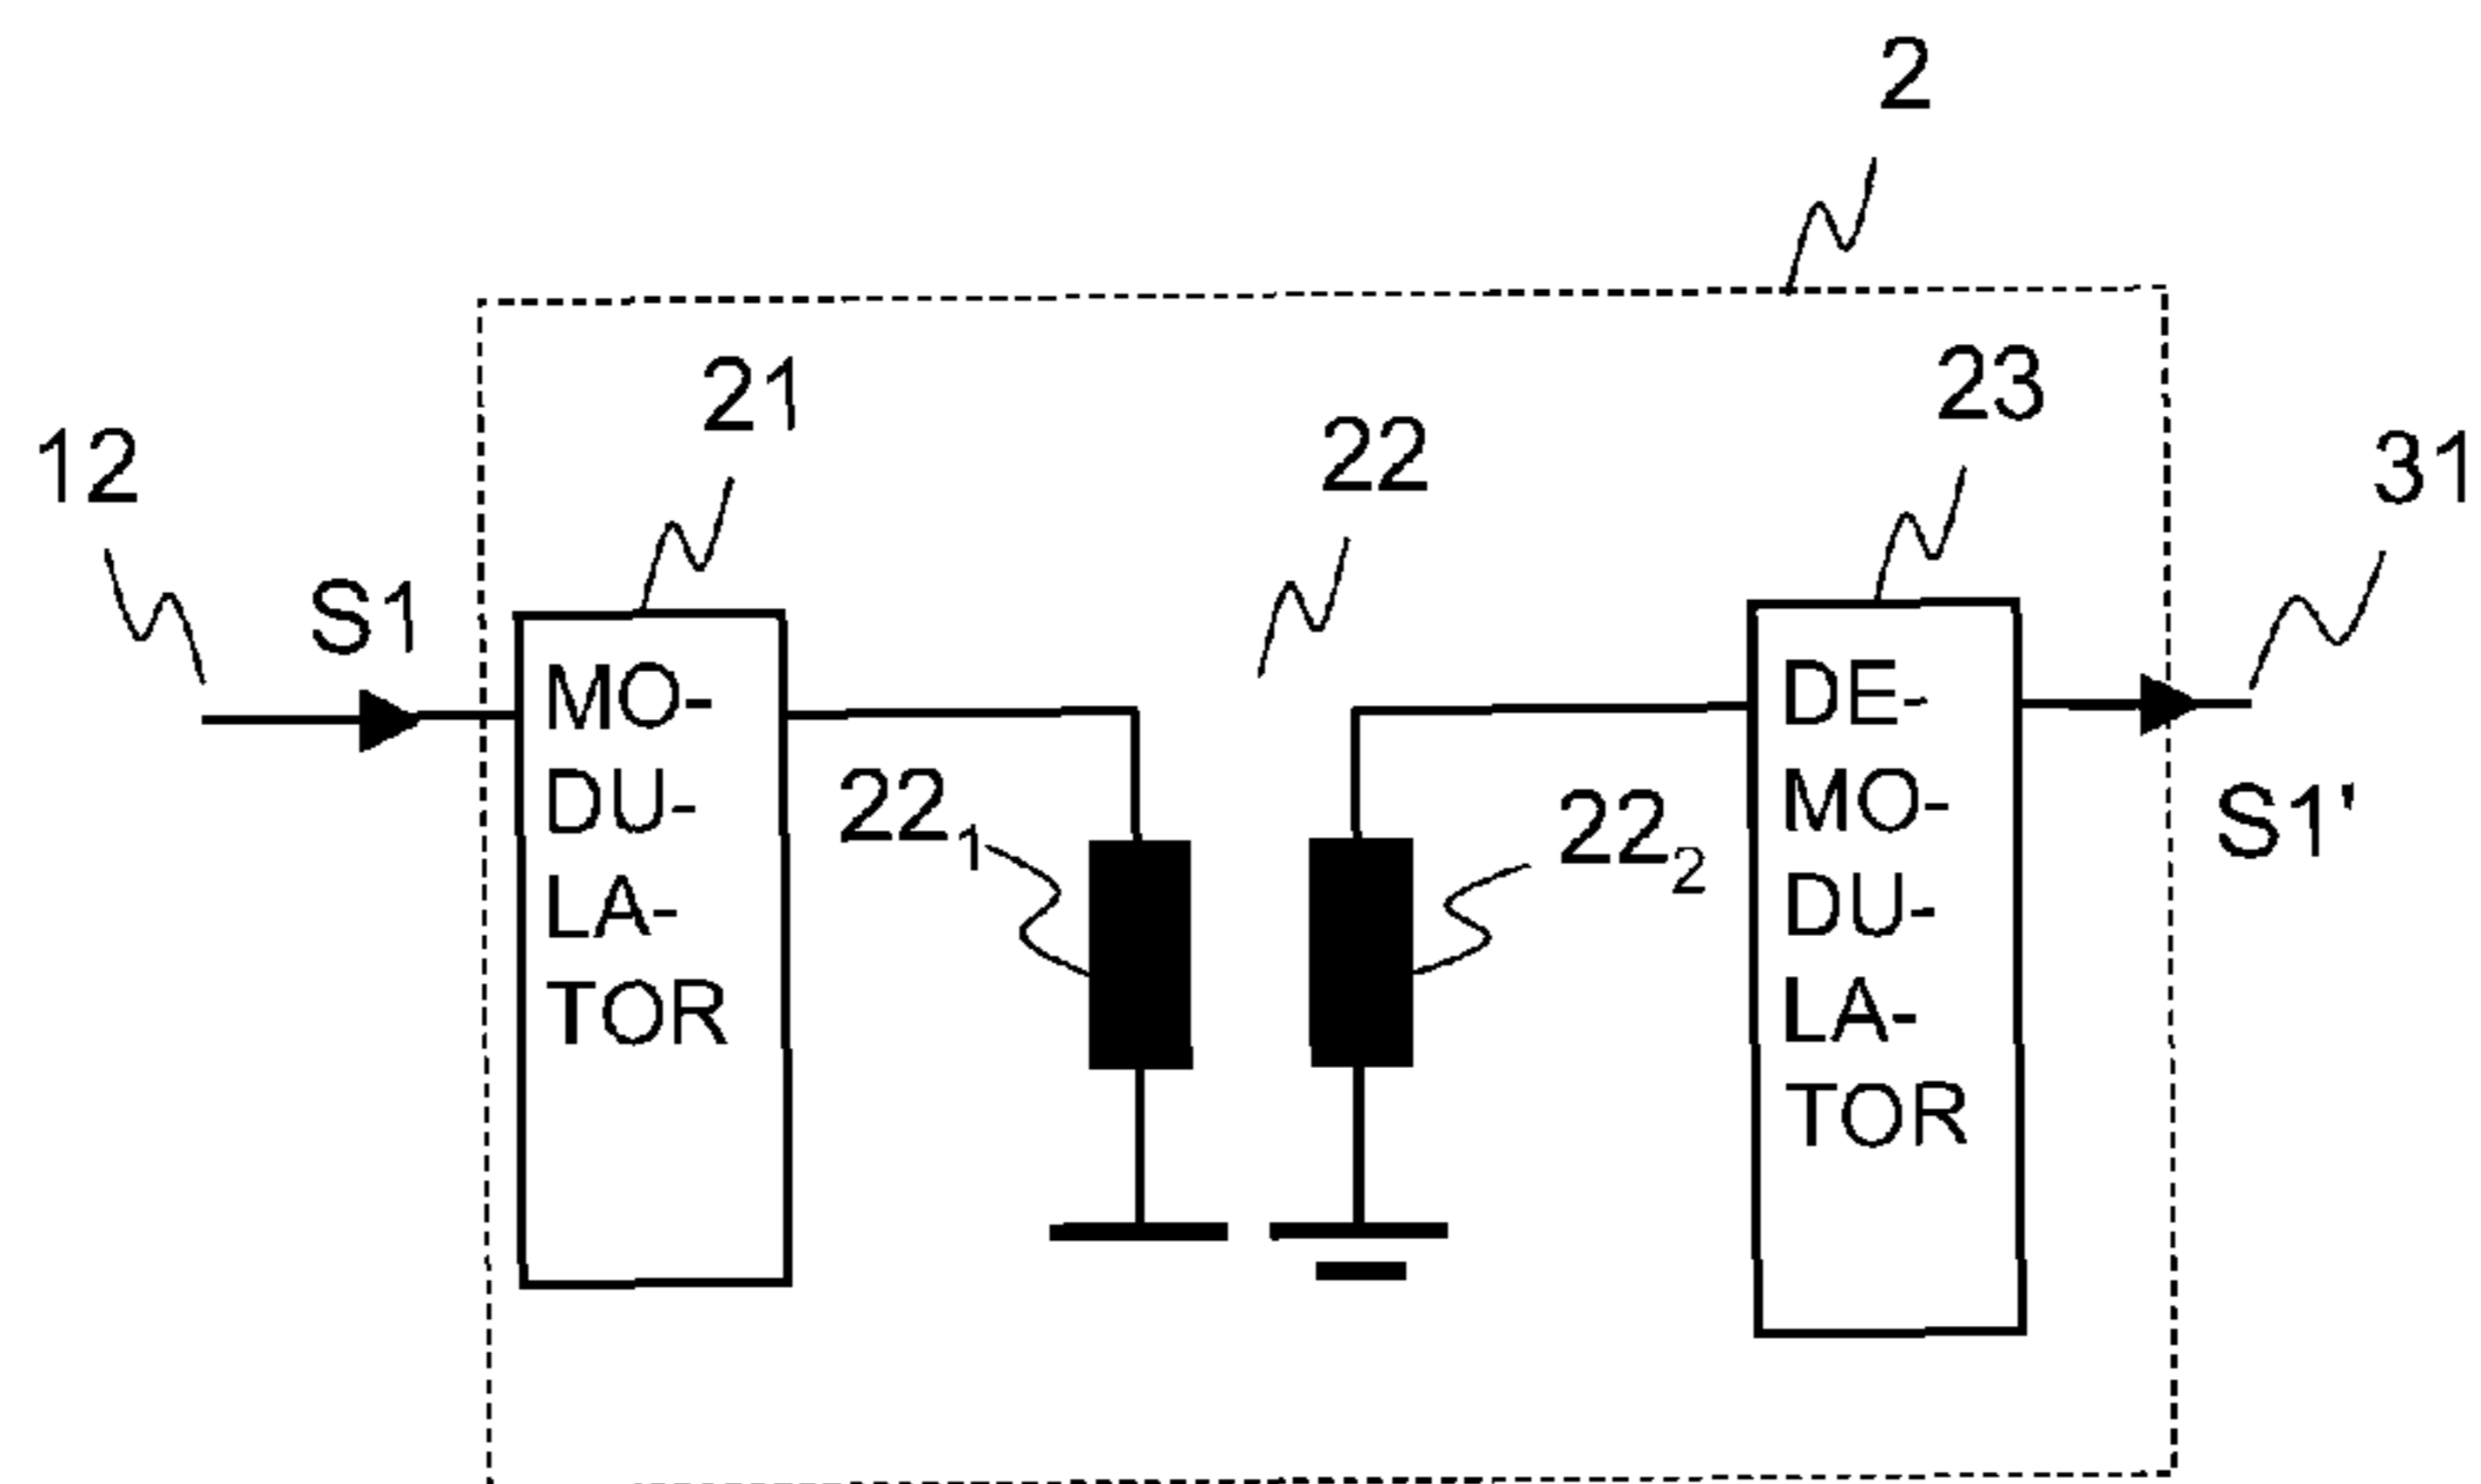 2
21
23
22
12
31
S1
MO-
DU-
LA-
TOR
22₁
22₂
DE-
MO-
DU-
LA-
TOR
S1'